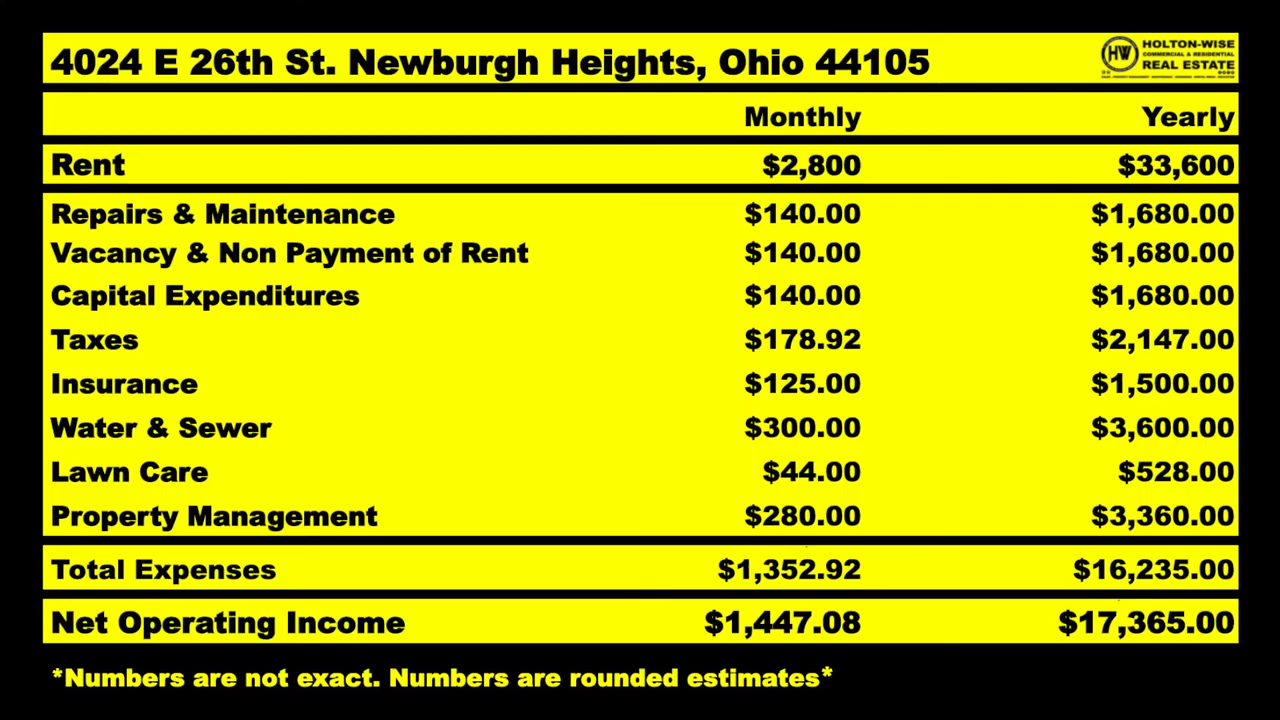 4024 E 26th St. Newburgh Heights, Ohio 44105
HW
HOLTON-WISE
COMMERCIAL & RESIDENTIAL
REAL ESTATE
Monthly Yearly
Rent $2,800 $33,600
Repairs & Maintenance $140.00 $1,680.00
Vacancy & Non Payment of Rent $140.00 $1,680.00
Capital Expenditures $140.00 $1,680.00
Taxes $178.92 $2,147.00
Insurance $125.00 $1,500.00
Water & Sewer $300.00 $3,600.00
Lawn Care $44.00 $528.00
Property Management $280.00 $3,360.00
Total Expenses $1,352.92 $16,235.00
Net Operating Income $1,447.08 $17,365.00
*Numbers are not exact. Numbers are rounded estimates*